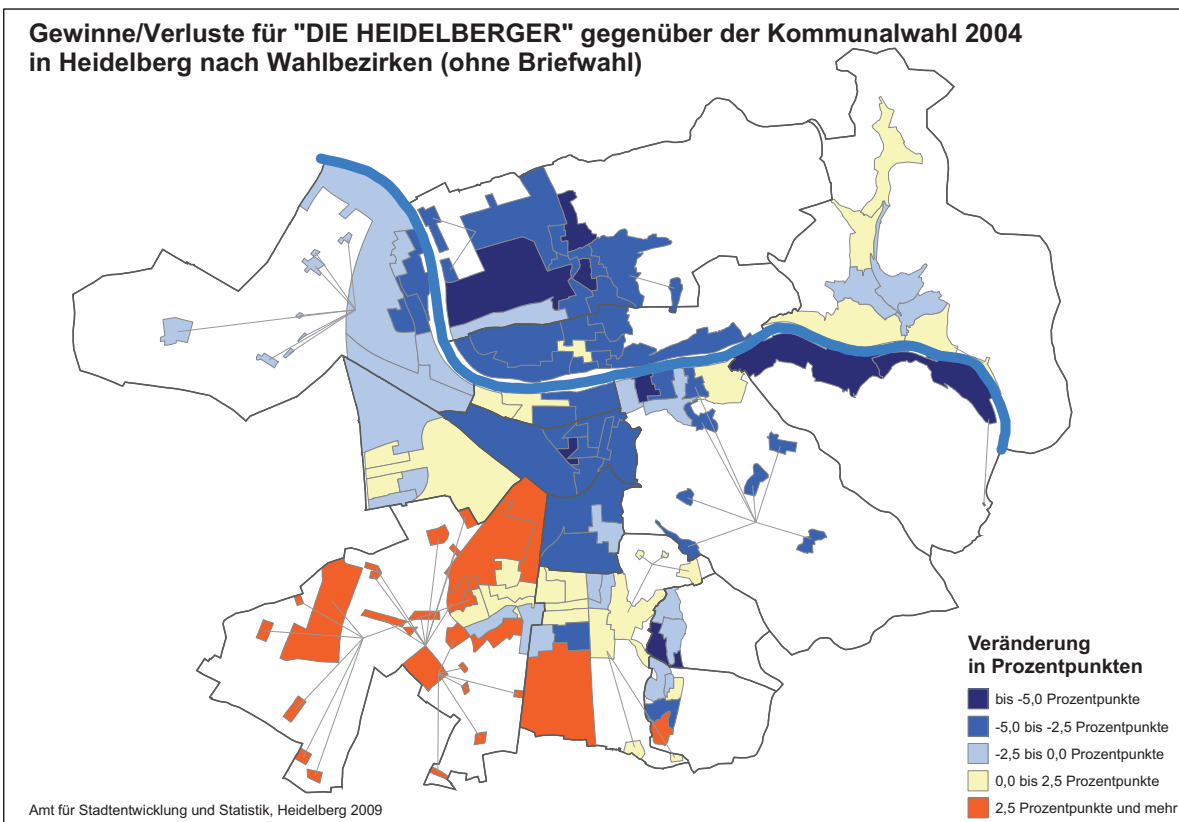 Gewinne/Verluste für "DIE HEIDELBERGER" gegenüber der Kommunalwahl 2004
in Heidelberg nach Wahlbezirken (ohne Briefwahl)
Veränderung
in Prozentpunkten
bis -5,0 Prozentpunkte
-5,0 bis -2,5 Prozentpunkte
-2,5 bis 0,0 Prozentpunkte
0,0 bis 2,5 Prozentpunkte
2,5 Prozentpunkte und mehr
Amt für Stadtentwicklung und Statistik, Heidelberg 2009